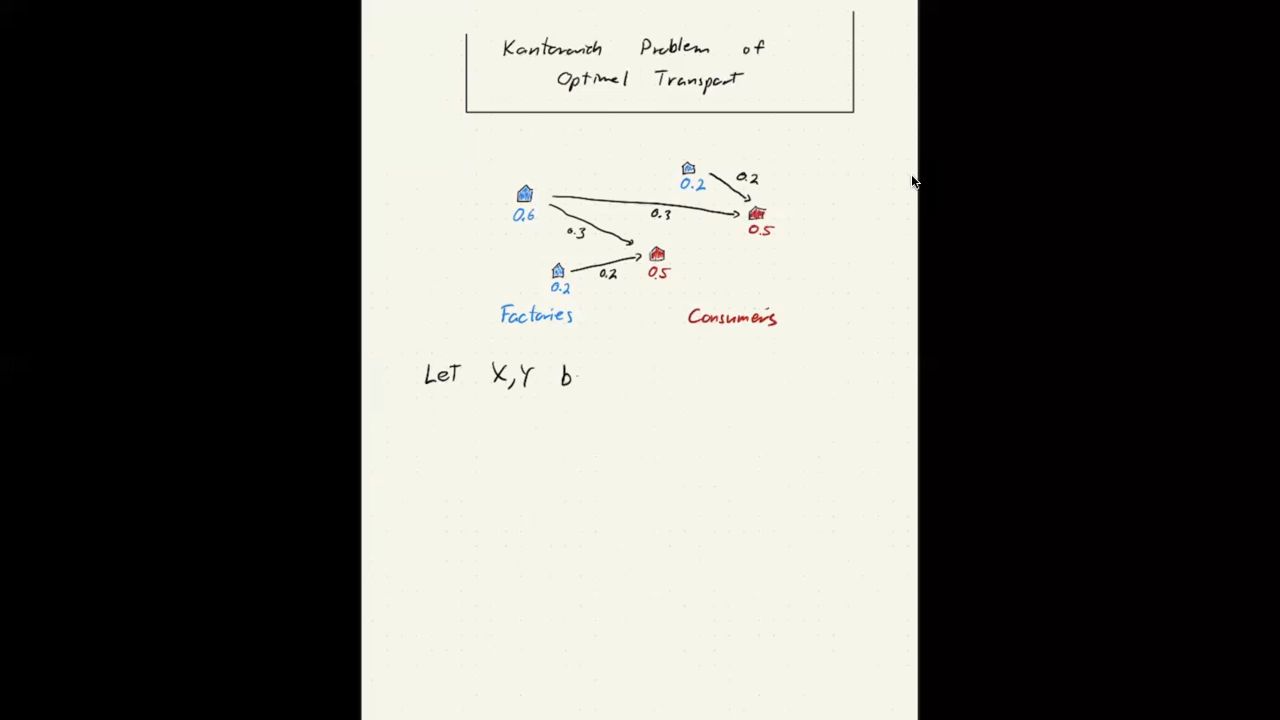 Kantorovich Problem of
Optimal Transport
0.2
0.2
0.6
0.3
0.5
0.3
0.2
0.5
0.2
Factories
Consumers
LeT X,Y b